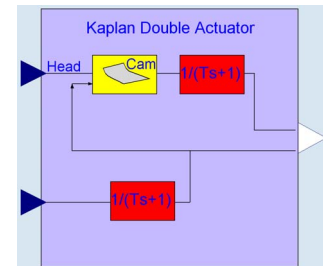 Kaplan Double Actuator
Head
Cam
1/(Ts+1)
1/(Ts+1)